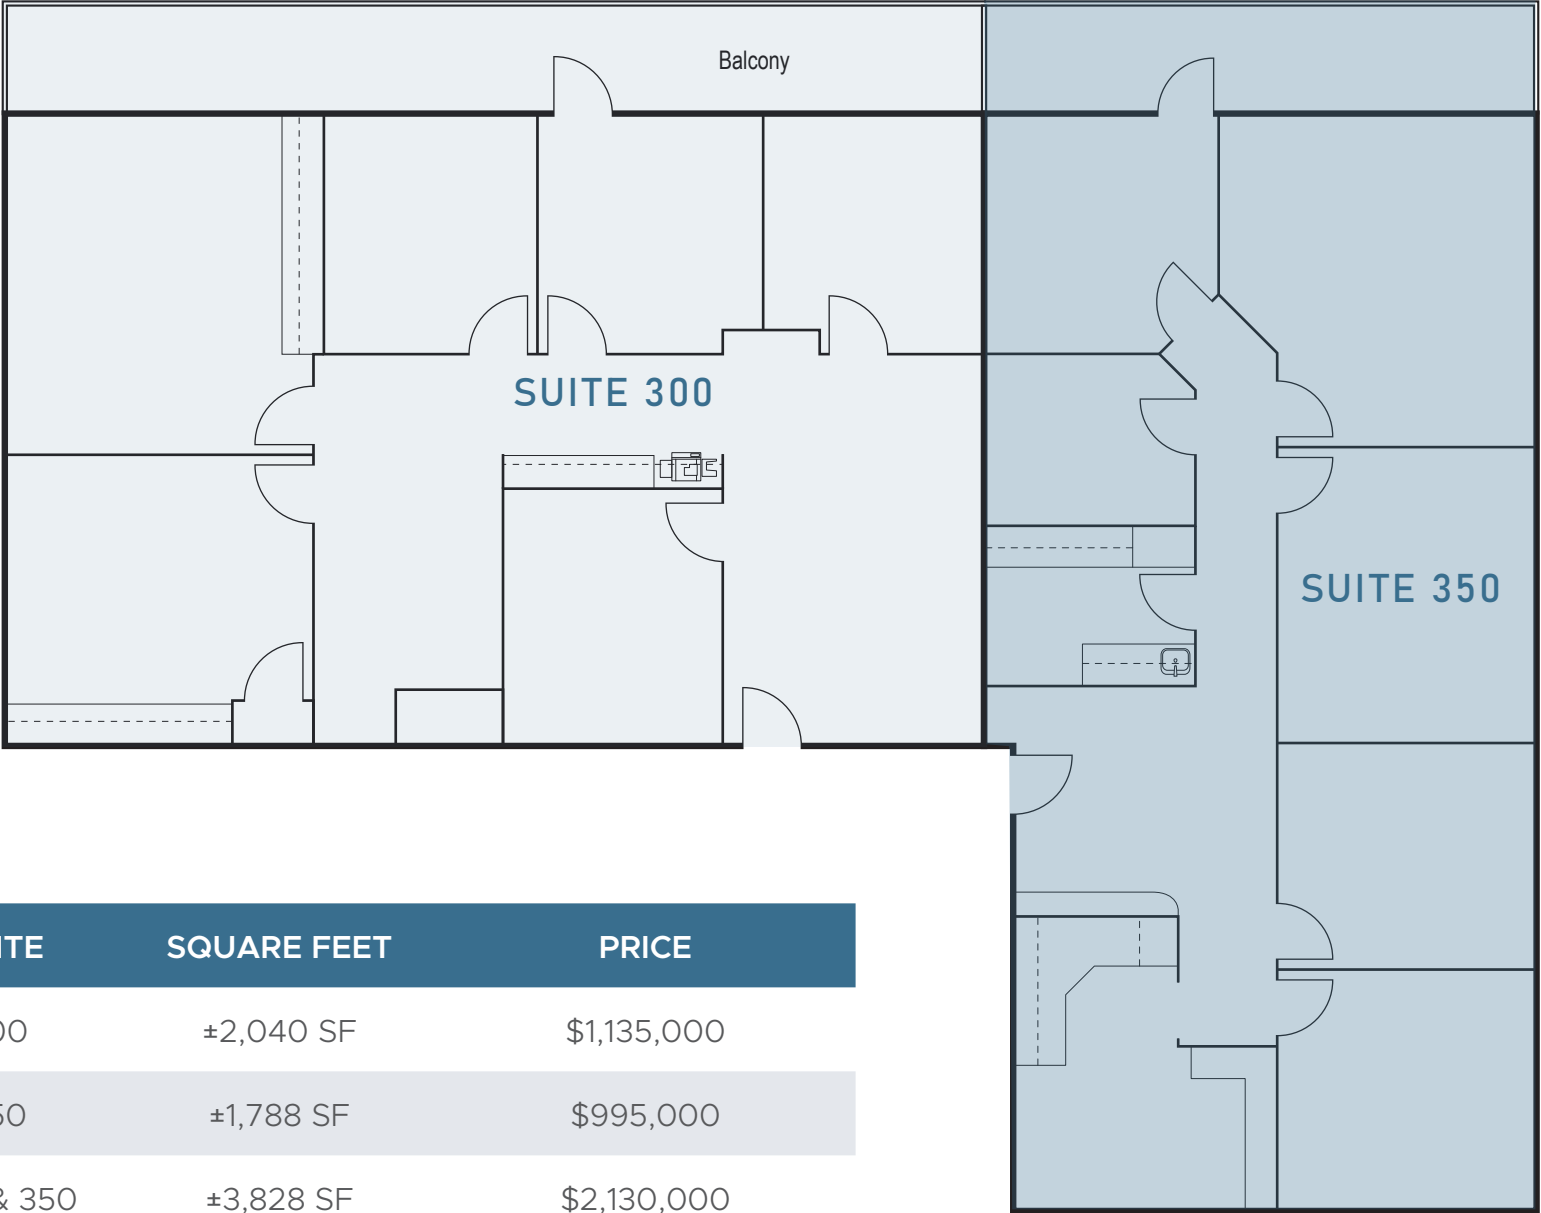 Balcony
SUITE 300
SUITE 350
ITE SQUARE FEET PRICE
00 ±2,040 SF $1,135,000
50 ±1,788 SF $995,000
& 350 ±3,828 SF $2,130,000